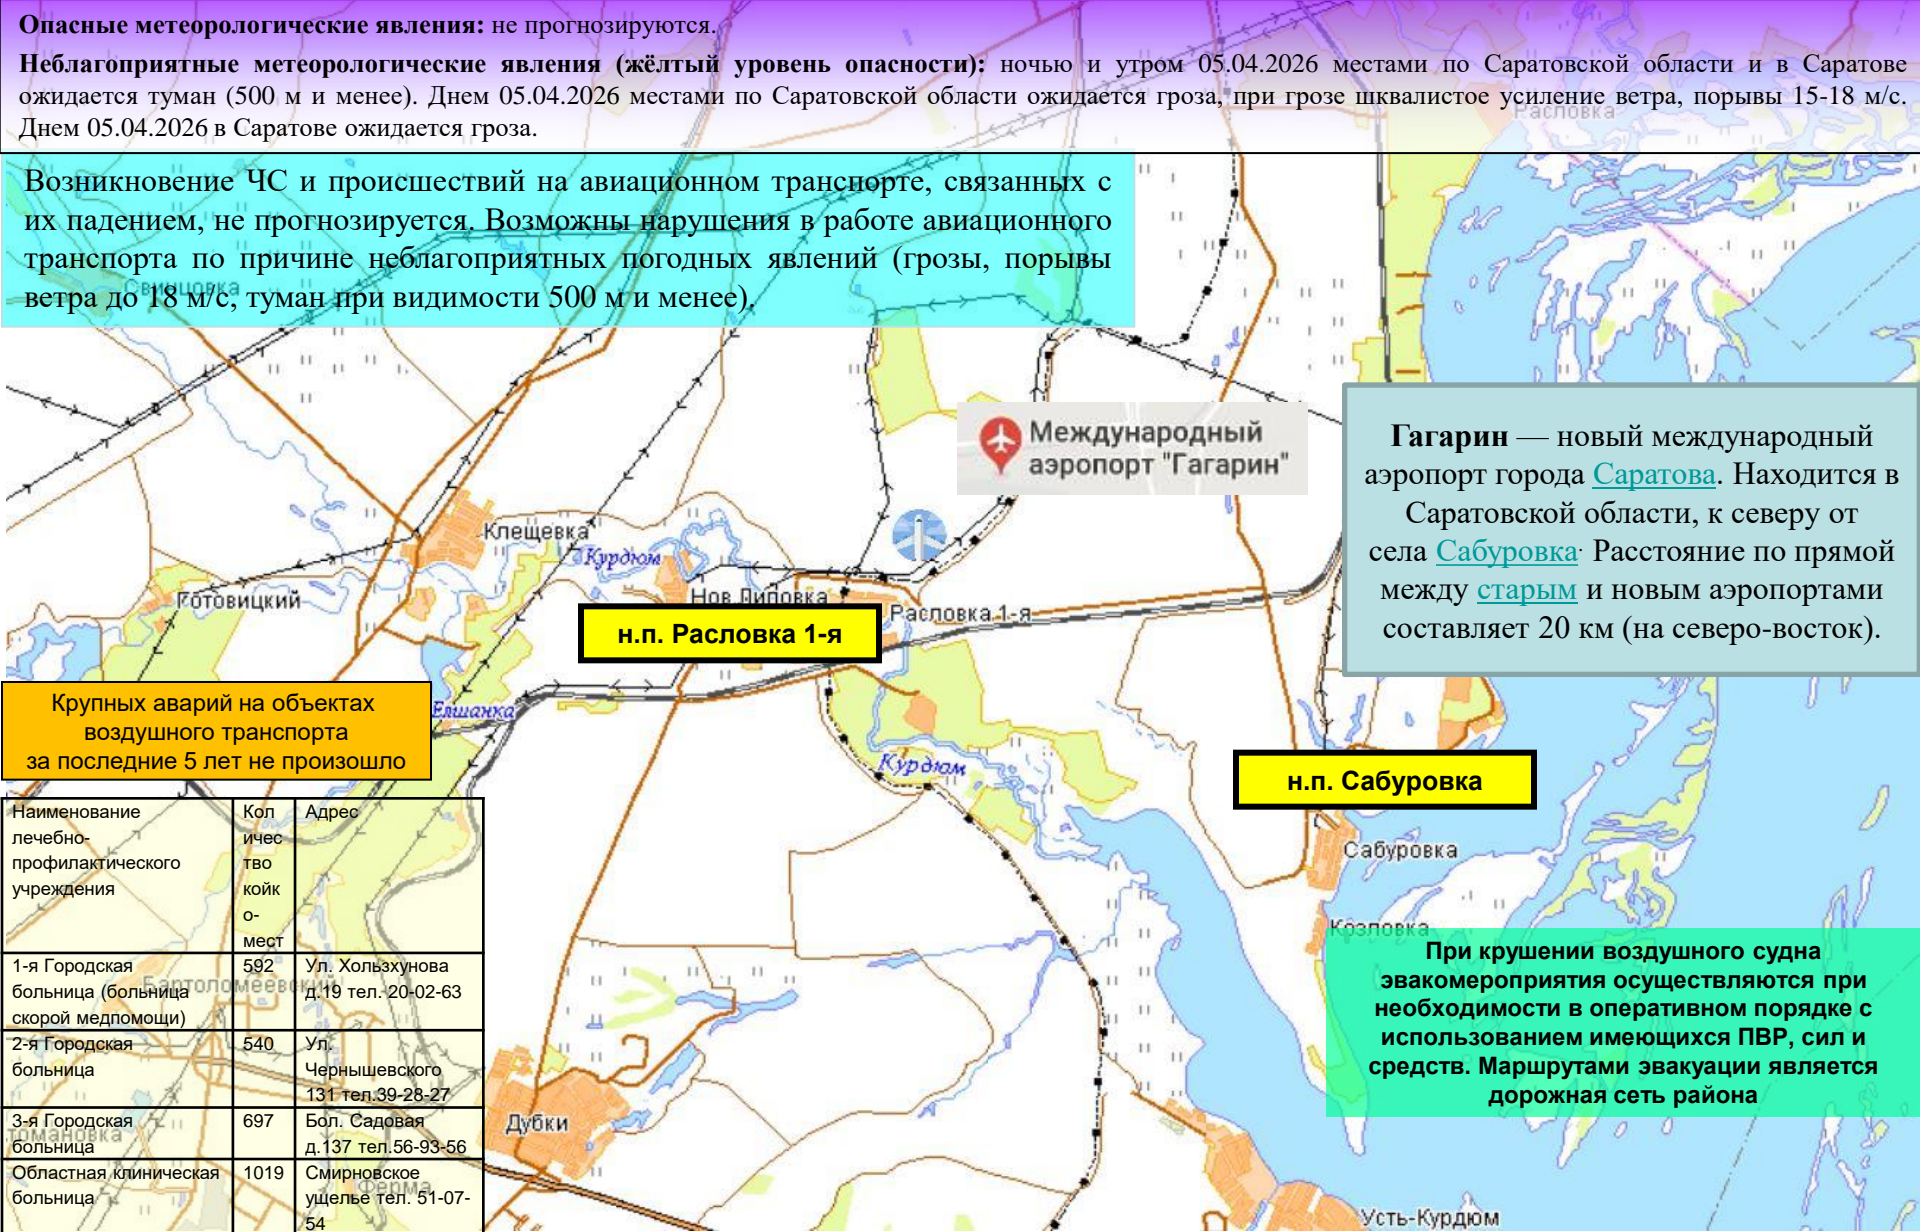 Опасные метеорологические явления: не прогнозируются.
Неблагоприятные метеорологические явления (жёлтый уровень опасности): ночью и утром 05.04.2026 местами по Саратовской области и в Саратове
ожидается туман (500 м и менее). Днем 05.04.2026 местами по Саратовской области ожидается гроза, при грозе шквалистое усиление ветра, порывы 15-18 м/с.
Днем 05.04.2026 в Саратове ожидается гроза.
Расловка
Возникновение ЧС и происшествий на авиационном транспорте, связанных с
их падением, не прогнозируется. Возможны нарушения в работе авиационного
транспорта по причине неблагоприятных погодных явлений (грозы, порывы
ветра до 18 м/с, туман при видимости 500 м и менее).
Свинцовка
Международный
аэропорт "Гагарин"
Гагарин — новый международный
аэропорт города Саратова. Находится в
Саратовской области, к северу от
села Сабуровка. Расстояние по прямой
между старым и новым аэропортами
составляет 20 км (на северо-восток).
Клещевка
Курдюм
Готовицкий
Нов.Липовка
Расловка 1-я
н.п. Расловка 1-я
Елшанка
Курдюм
Крупных аварий на объектах
воздушного транспорта
за последние 5 лет не произошло
н.п. Сабуровка
Сабуровка
Козловка
Наименование
лечебно-
профилактического
учреждения
Кол
ичес
тво
койк
о-
мест
Адрес
1-я Городская
больница (больница
скорой медпомощи)
592
Ул. Хользхунова
д.19 тел. 20-02-63
Бартоломеевский
2-я Городская
больница
540
Ул.
Чернышевского
131 тел.39-28-27
3-я Городская
больница
697
Бол. Садовая
д.137 тел.56-93-56
томановка
Областная клиническая
больница
1019
Смирновское
ущелье тел. 51-07-
54
Ферма
Дубки
При крушении воздушного судна
эвакомероприятия осуществляются при
необходимости в оперативном порядке с
использованием имеющихся ПВР, сил и
средств. Маршрутами эвакуации является
дорожная сеть района
Усть-Курдюм